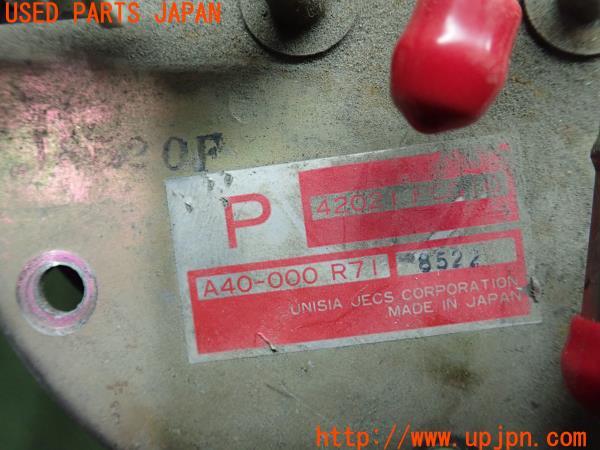 USED PARTS JAPAN
P
A40-000 R71
8522
UNISIA JECS CORPORATION
MADE IN JAPAN
http://www.upjpn.com